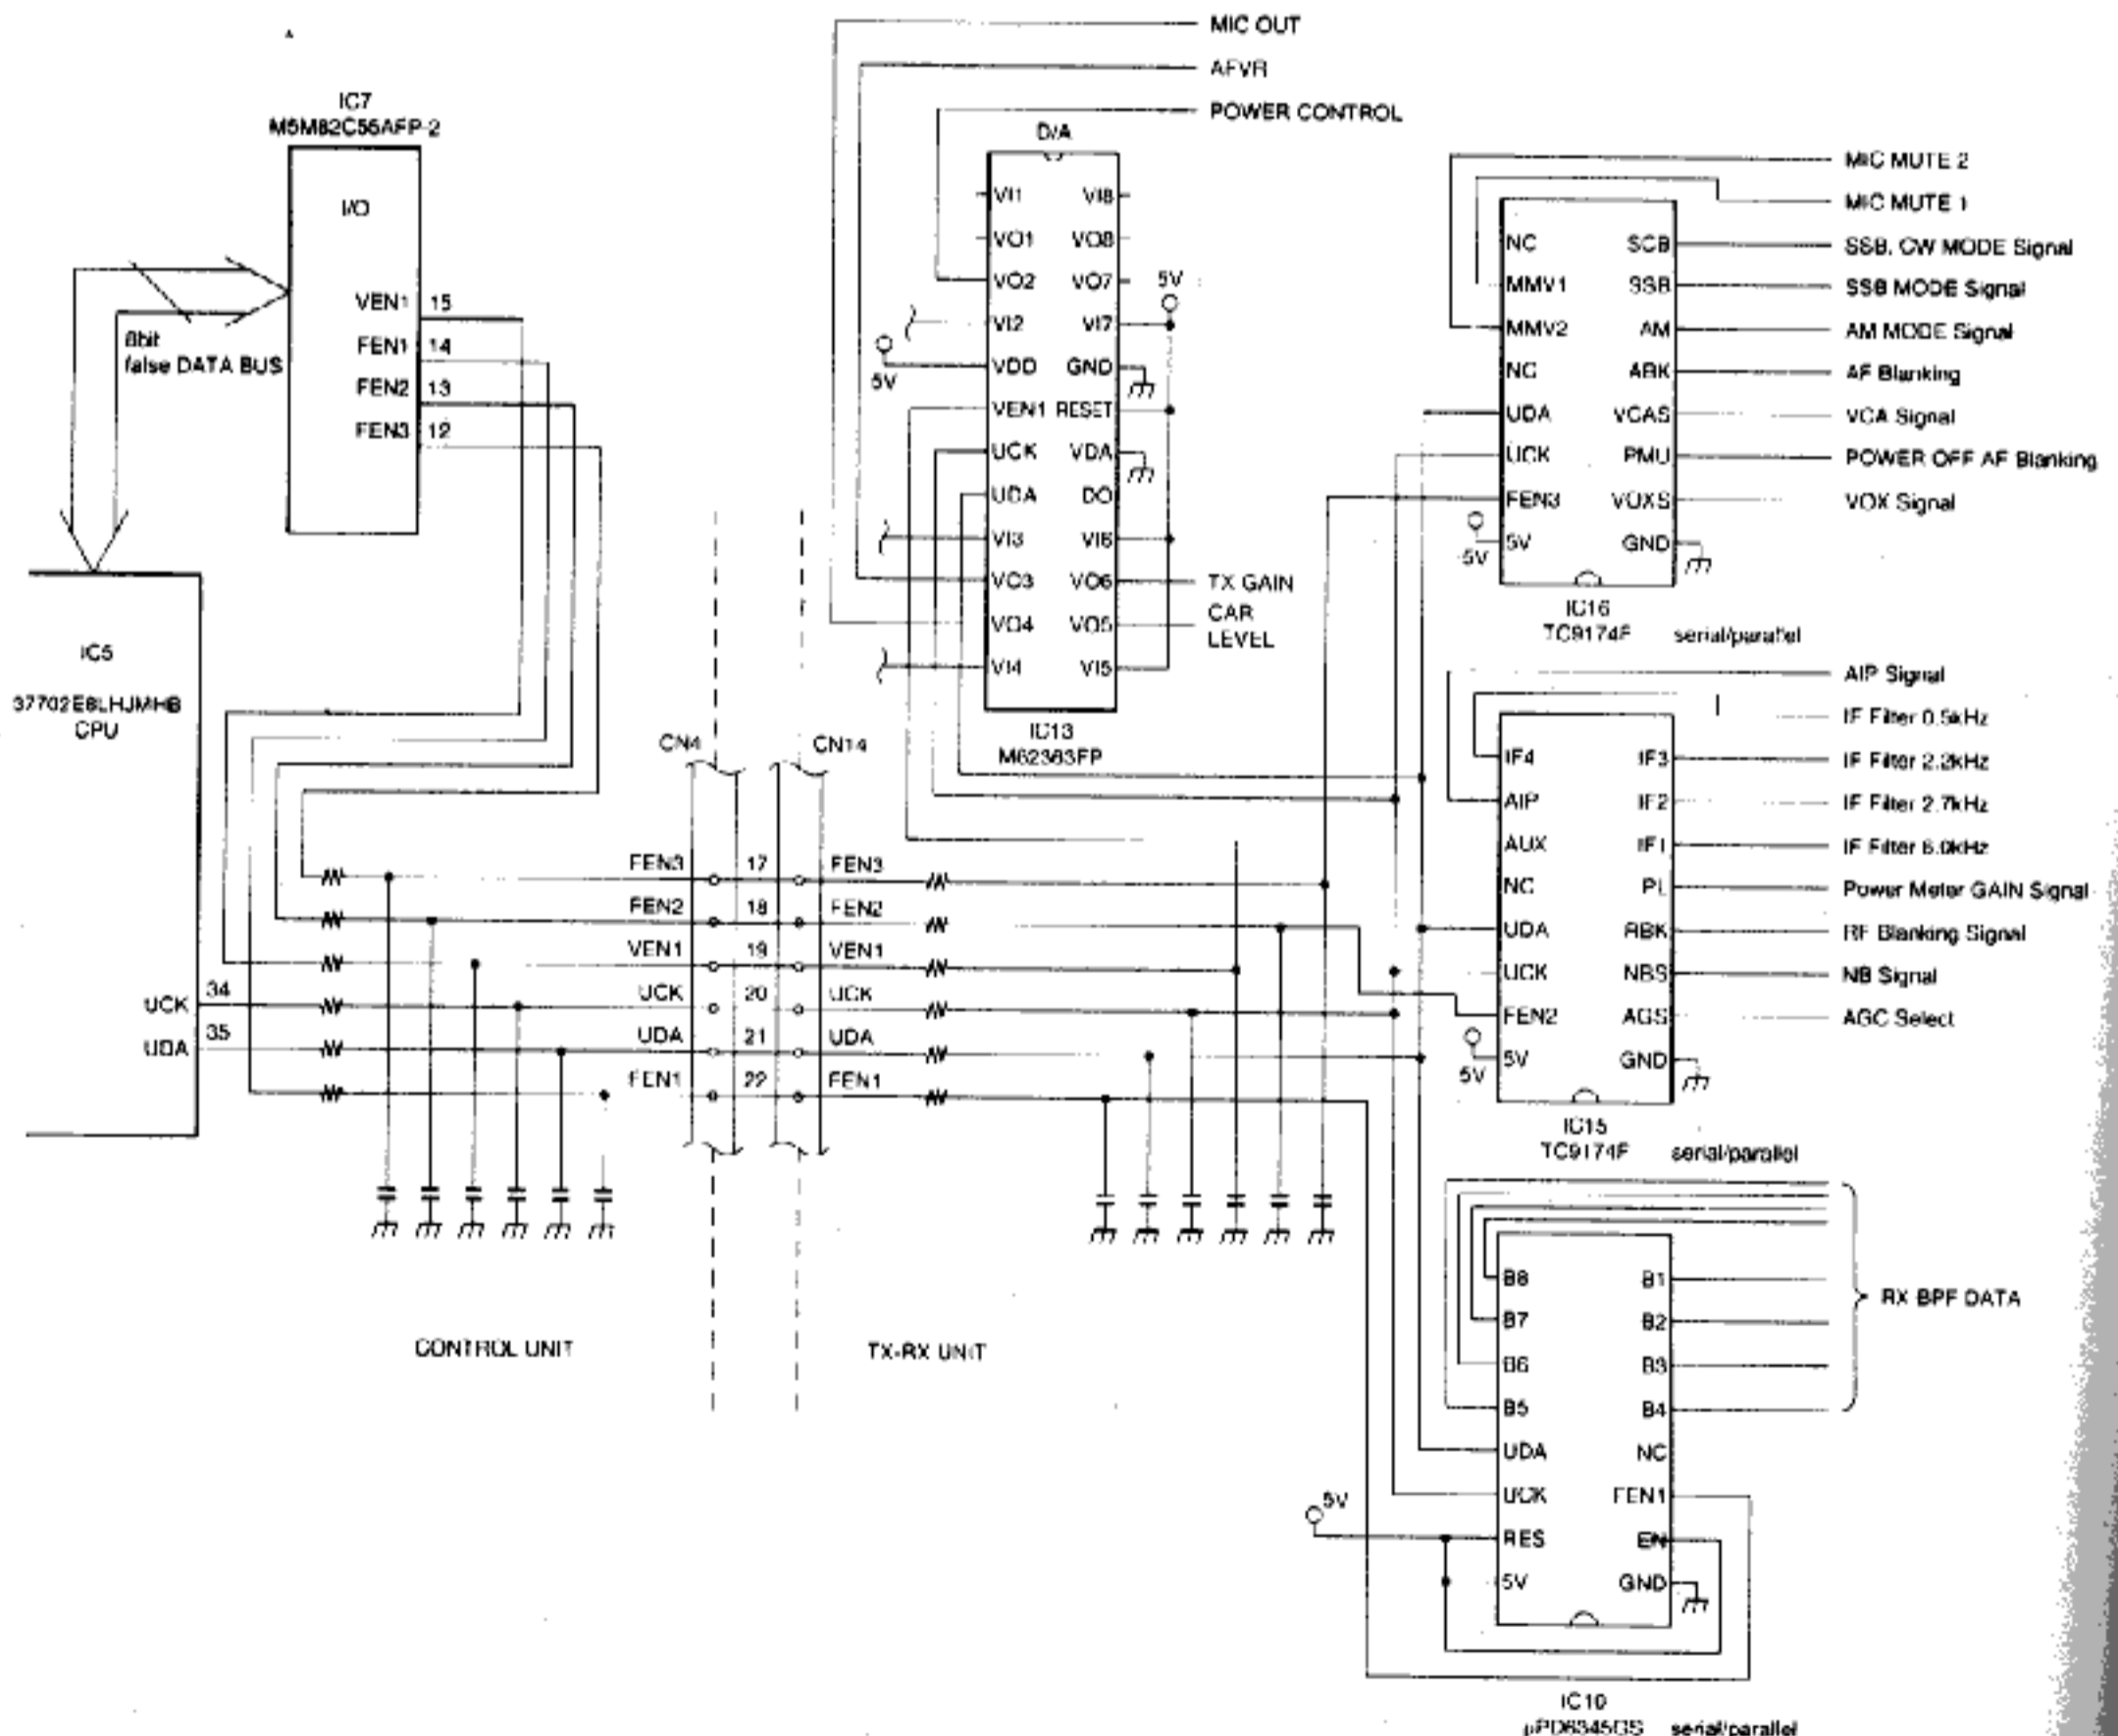 MIC OUT
AFVR
POWER CONTROL
IC7
M5M82C55AFP-2
I/O
VEN1 15
FEN1 14
FEN2 13
FEN3 12
8bit
false DATA BUS
IC5
37702E8LHJMHB
CPU
UCK 34
UDA 35
D/A
VI1 VI8
VO1 VO8
VO2 VO7
5V
VI2 VI7
5V
VDD GND
VEN1 RESET
UCK VDA
UDA DO
VI3 VI6
VO3 VO6 TX GAIN
VO4 VO5 CAR LEVEL
VI4 VI5
IC13
M62363FP
CN4
CN14
FEN3 17 FEN3
FEN2 18 FEN2
VEN1 19 VEN1
UCK 20 UCK
UDA 21 UDA
FEN1 22 FEN1
CONTROL UNIT
TX-RX UNIT
MIC MUTE 2
MIC MUTE 1
NC SCB SSB, CW MODE Signal
MMV1 SSB SSB MODE Signal
MMV2 AM AM MODE Signal
NC ABK AF Blanking
UDA VCAS VCA Signal
UCK PMU POWER OFF AF Blanking
FEN3 VOXS VOX Signal
5V 5V GND
IC16
TC9174F serial/parallel
AIP Signal
IF Filter 0.5kHz
IF4 IF3 IF Filter 2.2kHz
AIP IF2 IF Filter 2.7kHz
AUX IF1 IF Filter 6.0kHz
NC PL Power Meter GAIN Signal
UDA RBK RF Blanking Signal
UCK NBS NB Signal
FEN2 AGS AGC Select
5V 5V GND
IC15
TC9174F serial/parallel
B8 B1
B7 B2
B6 B3
B5 B4
RX BPF DATA
UDA NC
UCK FEN1
5V
RES EN
5V GND
IC10
μPD6345GS serial/parallel